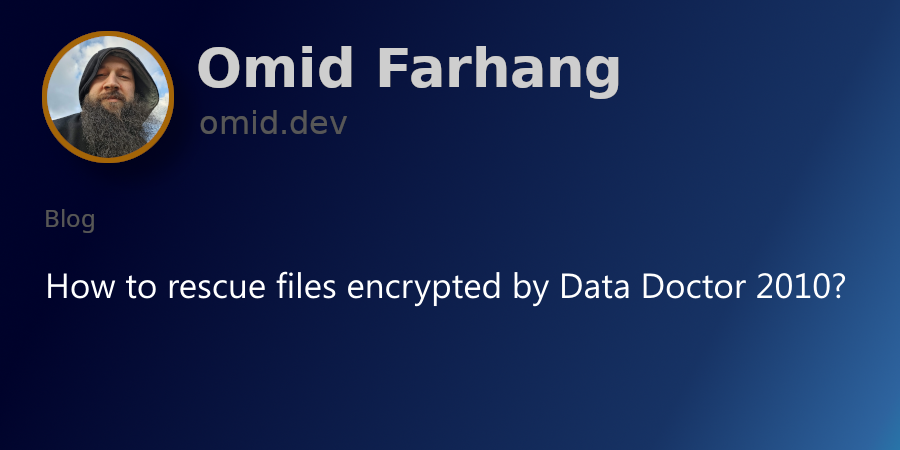 Omid Farhang
omid.dev
Blog
How to rescue files encrypted by Data Doctor 2010?